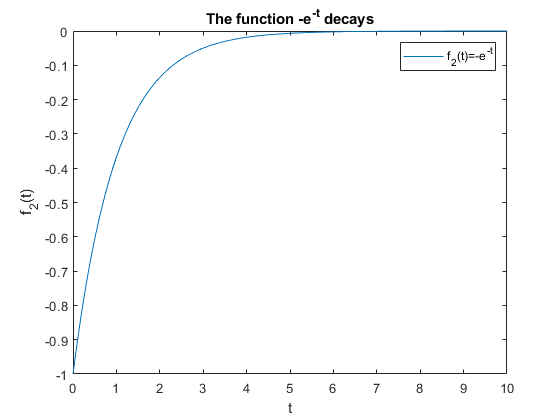 The function -e^-t decays
f_2(t)=-e^-t
f_2(t)
0
-0.1
-0.2
-0.3
-0.4
-0.5
-0.6
-0.7
-0.8
-0.9
-1
0 1 2 3 4 5 6 7 8 9 10
t